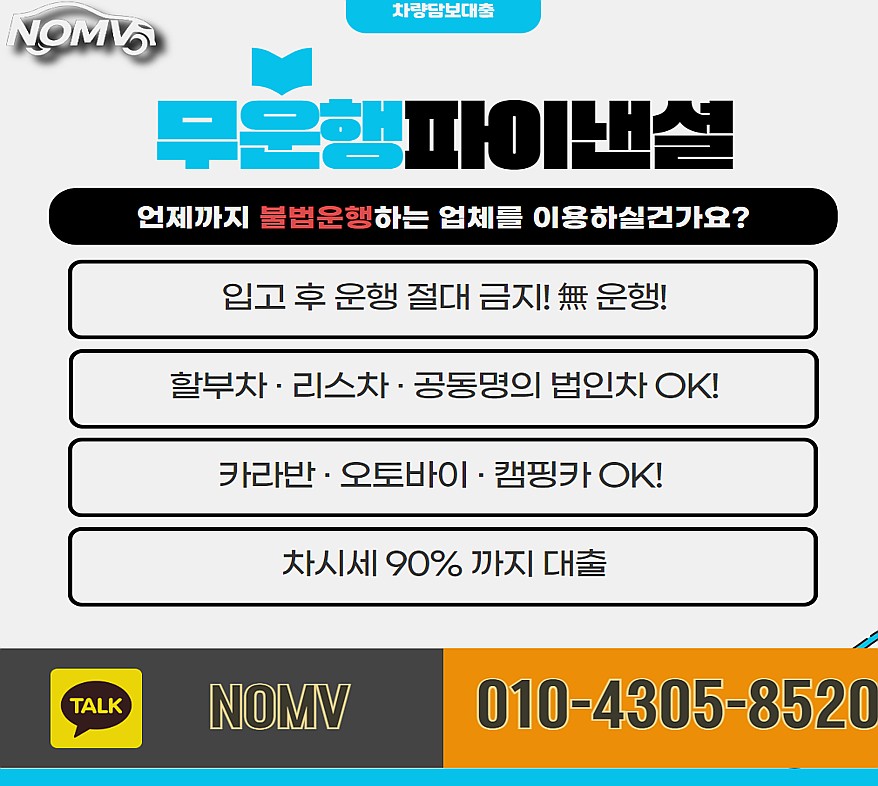 차량담보대출
NOMV
무운행파이낸셜
언제까지 불법운행하는 업체를 이용하실건가요?
입고 후 운행 절대 금지! 無 운행!
할부차 · 리스차 · 공동명의 법인차 OK!
카라반 · 오토바이 · 캠핑카 OK!
차시세 90% 까지 대출
TALK NOMV 010-4305-8520